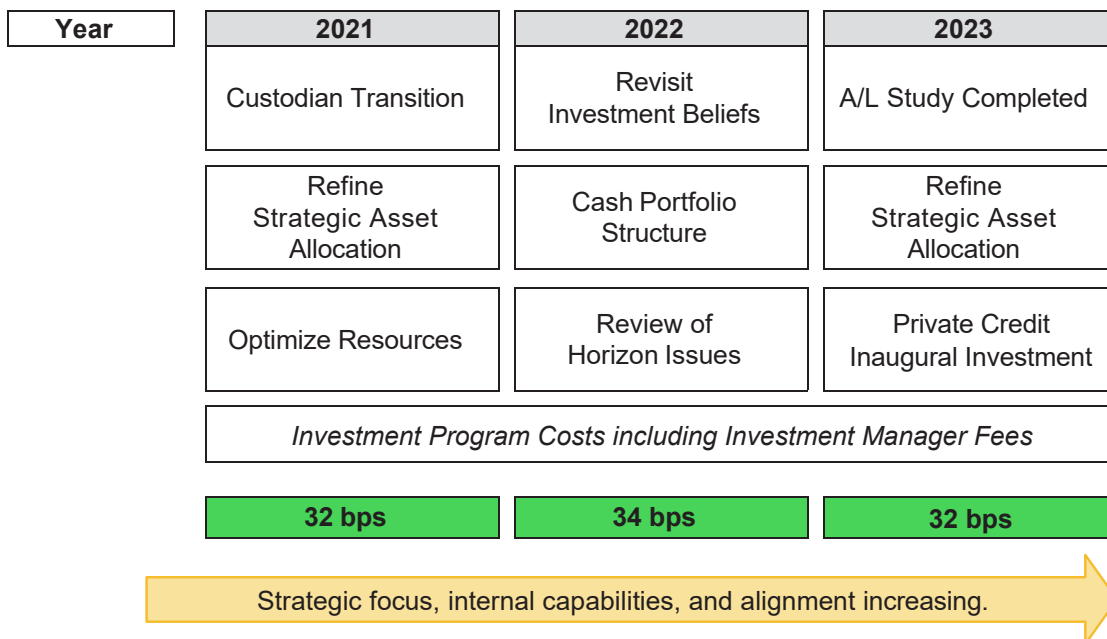 Year
2021
2022
2023
Custodian Transition
Revisit
Investment Beliefs
A/L Study Completed
Refine
Strategic Asset
Allocation
Cash Portfolio
Structure
Refine
Strategic Asset
Allocation
Optimize Resources
Review of
Horizon Issues
Private Credit
Inaugural Investment
Investment Program Costs including Investment Manager Fees
32 bps
34 bps
32 bps
Strategic focus, internal capabilities, and alignment increasing.